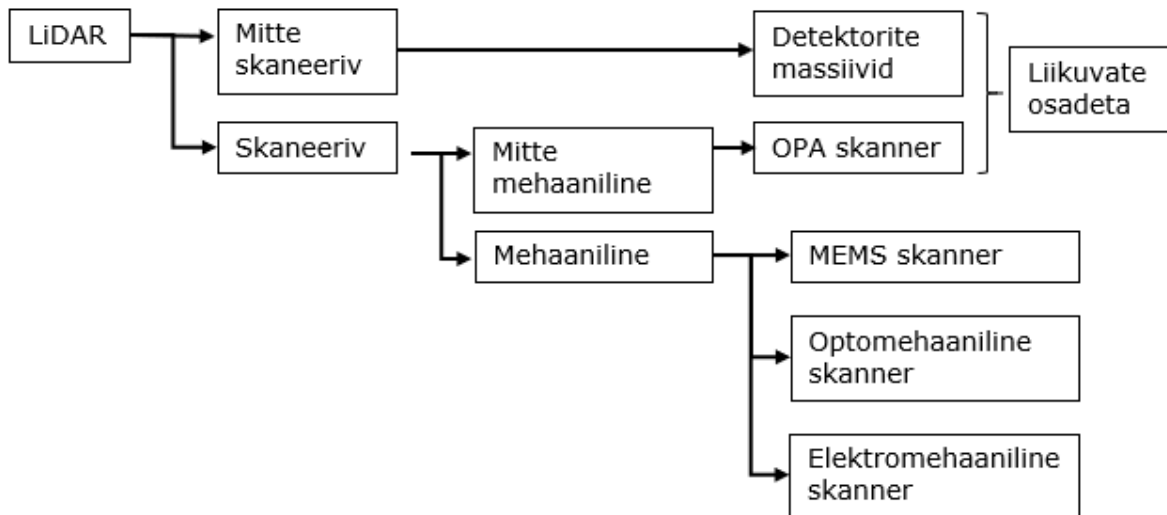 LiDAR
Mitte
skaneeriv
Detektorite
massiivid
Liikuvate
osadeta
Skaneeriv
Mitte
mehaaniline
OPA skanner
Mehaaniline
MEMS skanner
Optomehaaniline
skanner
Elektromehaaniline
skanner